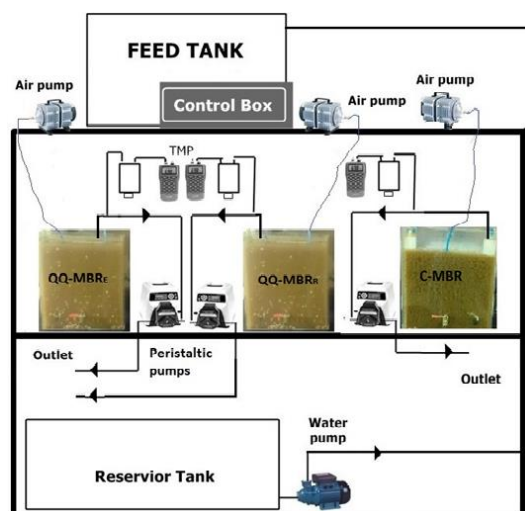 FEED TANK
Control Box
Air pump
Air pump
Air pump
TMP
QQ-MBRE
QQ-MBRR
C-MBR
Outlet
Peristaltic
pumps
Outlet
Water
pump
Reservior Tank